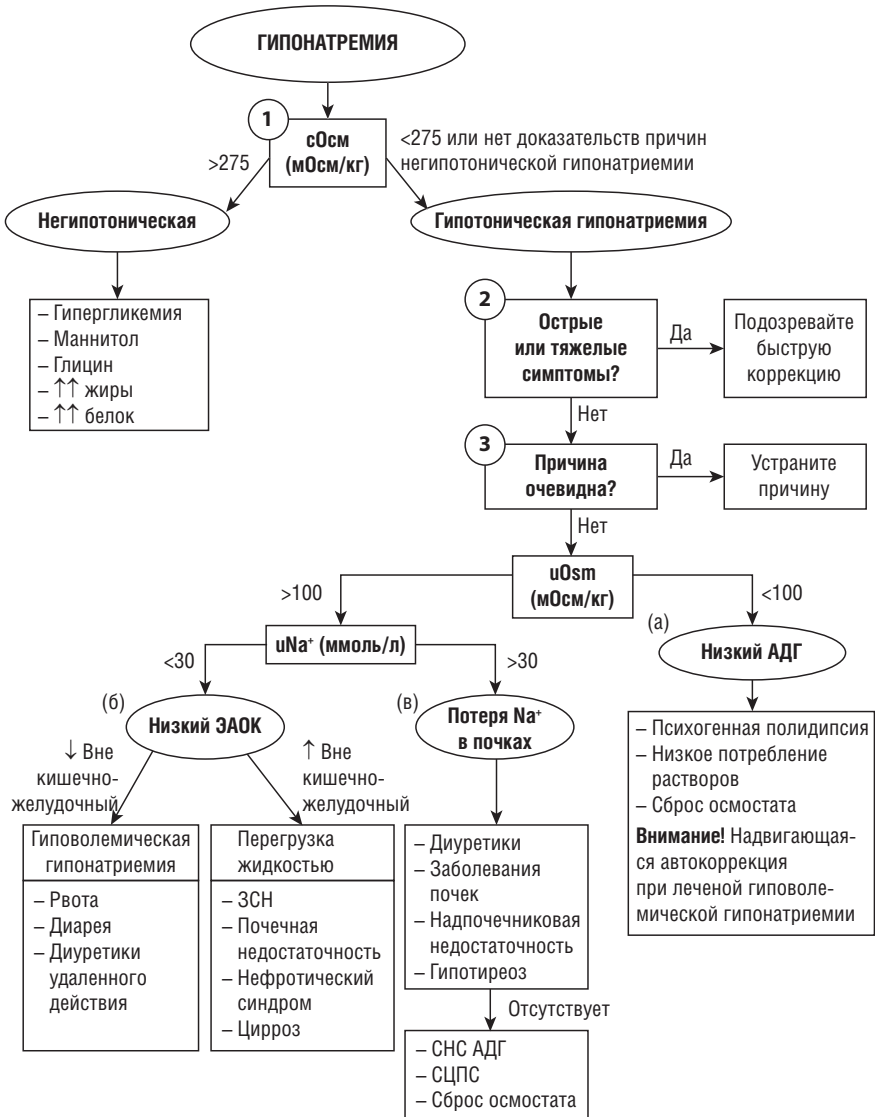 ГИПОНАТРЕМИЯ
1
сОсм
(мОсм/кг)
>275
<275 или нет доказательств причин
негипотонической гипонатриемии
Негипотоническая
Гипотоническая гипонатриемия
– Гипергликемия
– Маннитол
– Глицин
– ↑↑ жиры
– ↑↑ белок
2
Острые
или тяжелые
симптомы?
Да
Подозревайте
быструю
коррекцию
Нет
3
Причина
очевидна?
Да
Устраните
причину
Нет
uOsm
(мОсм/кг)
>100
<100
uNa⁺ (ммоль/л)
<30
>30
(а)
Низкий АДГ
(б)
Низкий ЭАОК
(в)
Потеря Na⁺
в почках
– Психогенная полидипсия
– Низкое потребление
растворов
– Сброс осмостата
Внимание! Надвигающая-
ся автокоррекция
при леченой гиповоле-
мической гипонатриемии
↓ Вне
кишечно-
желудочный
↑ Вне
кишечно-
желудочный
Гиповолемическая
гипонатриемия
– Рвота
– Диарея
– Диуретики
удаленного
действия
Перегрузка
жидкостью
– ЗСН
– Почечная
недостаточность
– Нефротический
синдром
– Цирроз
– Диуретики
– Заболевания
почек
– Надпочечниковая
недостаточность
– Гипотиреоз
Отсутствует
– СНС АДГ
– СЦПС
– Сброс осмостата